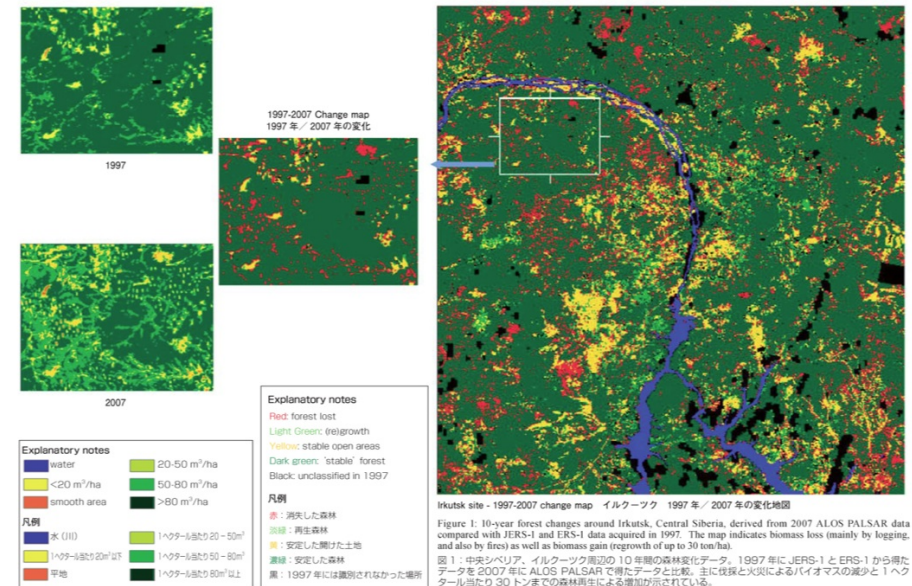 1997
1997-2007 Change map
1997 年／ 2007 年の変化
2007
Explanatory notes
water
<20 m³/ha
smooth area
20-50 m³/ha
50-80 m³/ha
>80 m³/ha
凡例
水 (川)
1ヘクタール当たり20m³以下
平地
1ヘクタール当たり 20 − 50m³
1ヘクタール当たり 50 − 80m³
1ヘクタール当たり 80m³以上
Explanatory notes
Red: forest lost
Light Green: (re)growth
Yellow: stable open areas
Dark green: 'stable' forest
Black: unclassified in 1997
凡例
赤：消失した森林
淡緑：再生森林
黄：安定した開けた土地
濃緑：安定した森林
黒：1997 年には識別されなかった場所
Irkutsk site - 1997-2007 change map　イルクーツク　1997 年／ 2007 年の変化地図
Figure 1: 10-year forest changes around Irkutsk, Central Siberia, derived from 2007 ALOS PALSAR data
compared with JERS-1 and ERS-1 data acquired in 1997. The map indicates biomass loss (mainly by logging,
and also by fires) as well as biomass gain (regrowth of up to 30 ton/ha).
図 1：中央シベリア、イルクーツク周辺の 10 年間の森林変化データ。1997 年に JERS-1 と ERS-1 から得た
データを 2007 年に ALOS PALSAR で得たデータと比較。主に伐採と火災によるバイオマスの減少と 1 ヘク
タール当たり 30 トンまでの森林再生による増加が示されている。